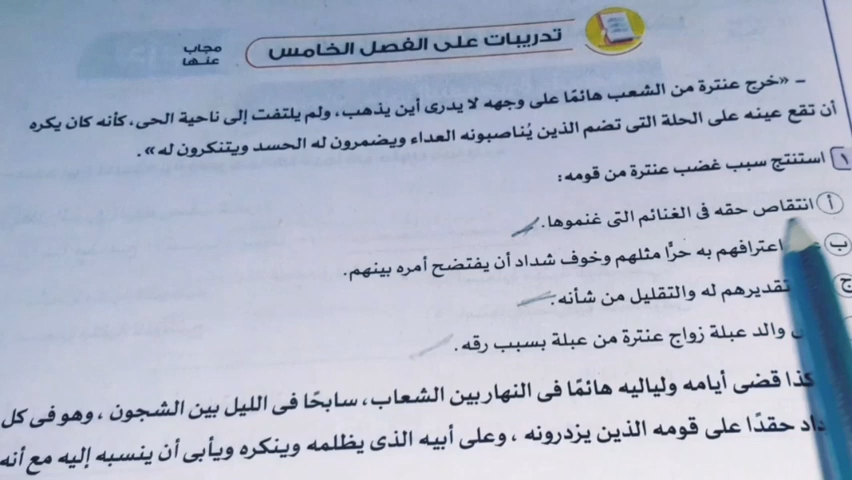 تدريبات على الفصل الخامس
مجاب عنها
– «خرج عنترة من الشعب هائمًا على وجهه لا يدرى أين يذهب، ولم يلتفت إلى ناحية الحى، كأنه كان يكره
أن تقع عينه على الحلة التى تضم الذين يُناصبونه العداء ويضمرون له الحسد ويتنكرون له».
١ استنتج سبب غضب عنترة من قومه:
أ انتقاص حقه فى الغنائم التى غنموها.
ب اعترافهم به حرًّا مثلهم وخوف شداد أن يفتضح أمره بينهم.
ج تقديرهم له والتقليل من شأنه.
والد عبلة زواج عنترة من عبلة بسبب رقه.
كذا قضى أيامه ولياليه هائمًا فى النهار بين الشعاب، سابحًا فى الليل بين الشجون، وهو فى كل
داد حقدًا على قومه الذين يزدرونه، وعلى أبيه الذى يظلمه وينكره ويأبى أن ينسبه إليه مع أنه